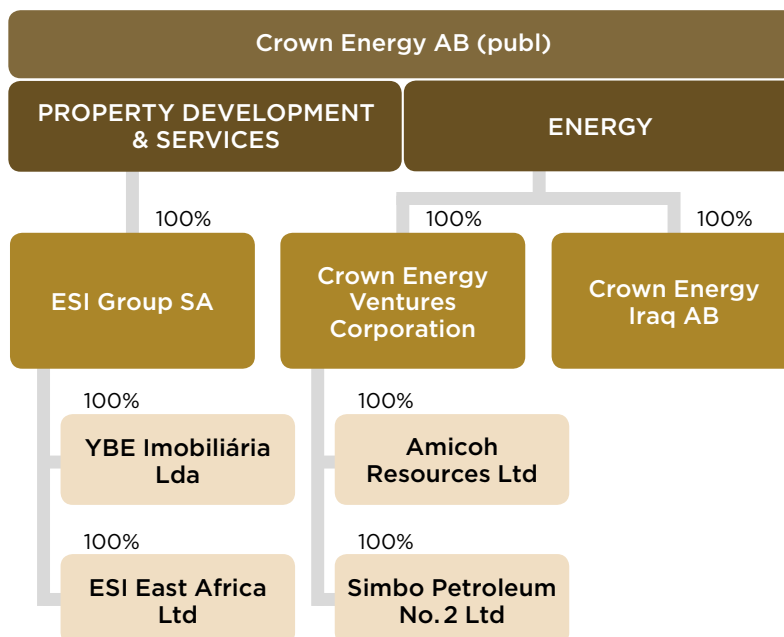 Crown Energy AB (publ)
PROPERTY DEVELOPMENT
& SERVICES
ENERGY
100%
100%
100%
ESI Group SA
Crown Energy
Ventures
Corporation
Crown Energy
Iraq AB
100%
YBE Imobiliária
Lda
100%
Amicoh
Resources Ltd
100%
ESI East Africa
Ltd
100%
Simbo Petroleum
No. 2 Ltd